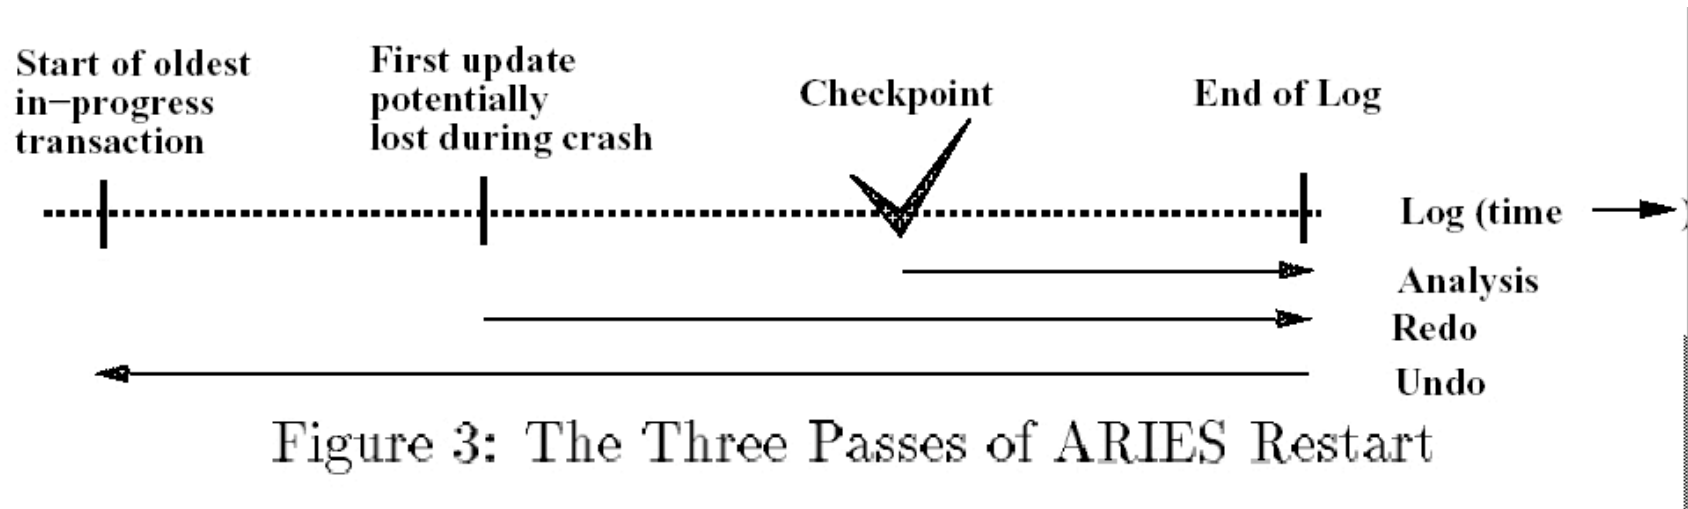 Start of oldest
in−progress
transaction
First update
potentially
lost during crash
Checkpoint
End of Log
Log (time )
Analysis
Redo
Undo
Figure 3: The Three Passes of ARIES Restart